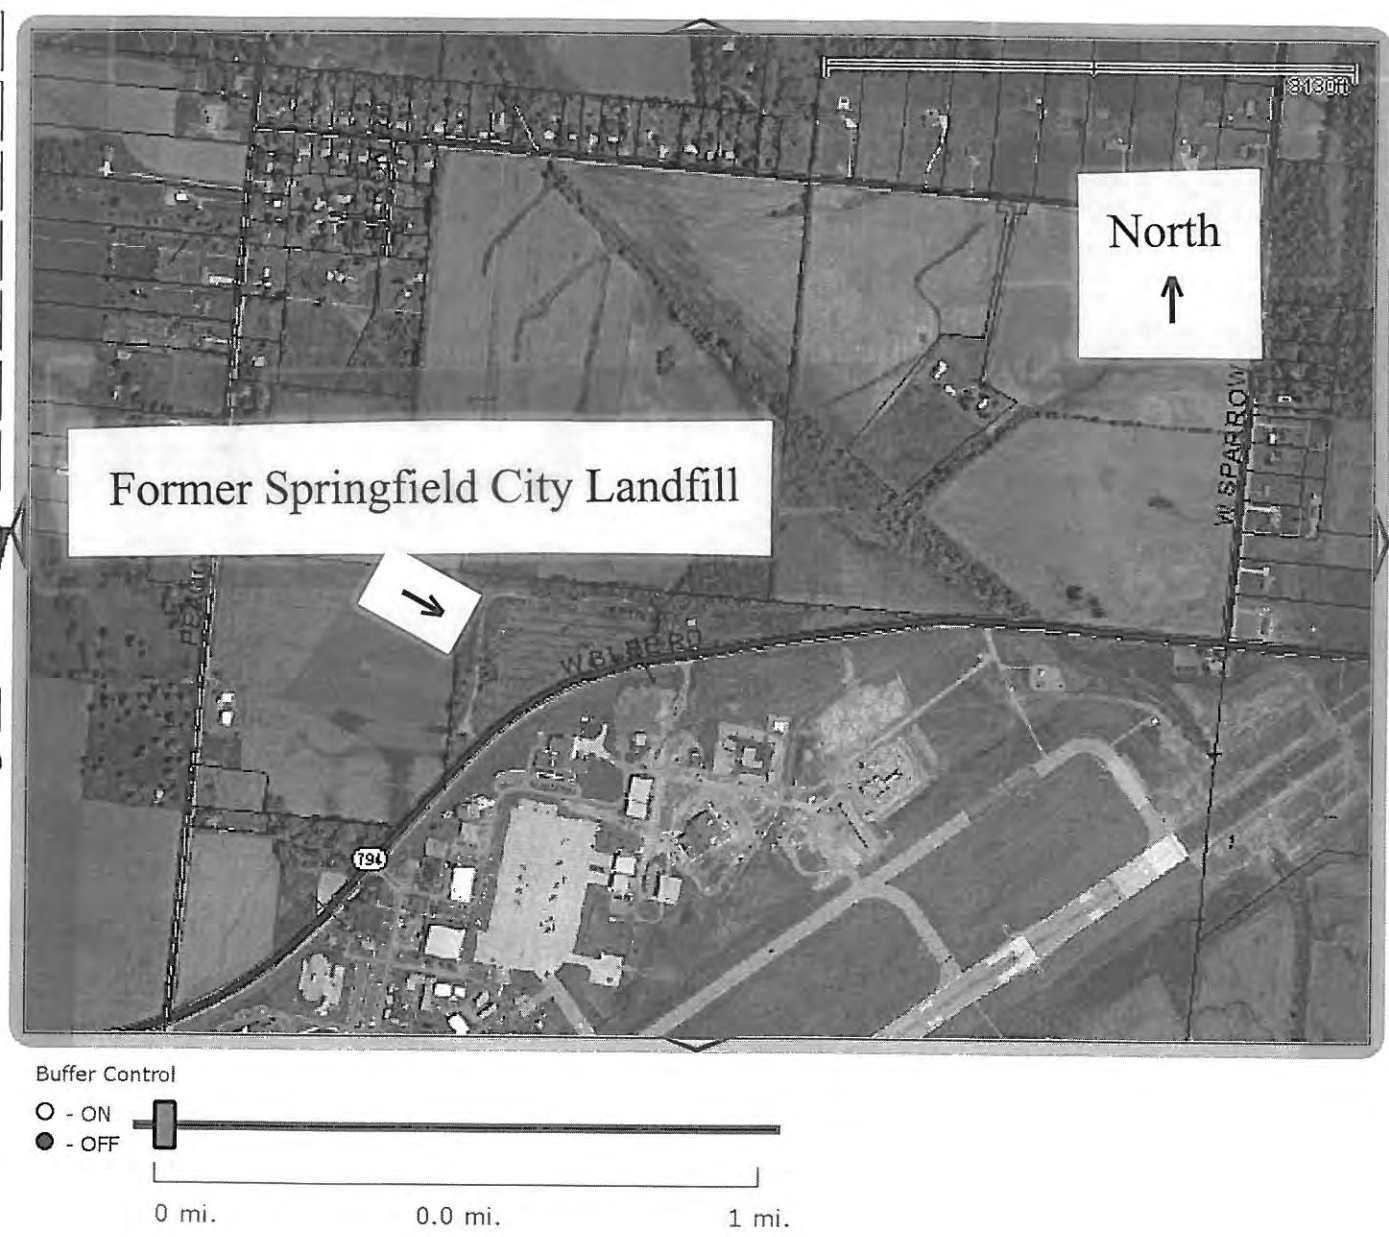 3130ft
North
Former Springfield City Landfill
W SPARROW
W BLEE RD
794
Buffer Control
- ON
- OFF
0 mi.
0.0 mi.
1 mi.